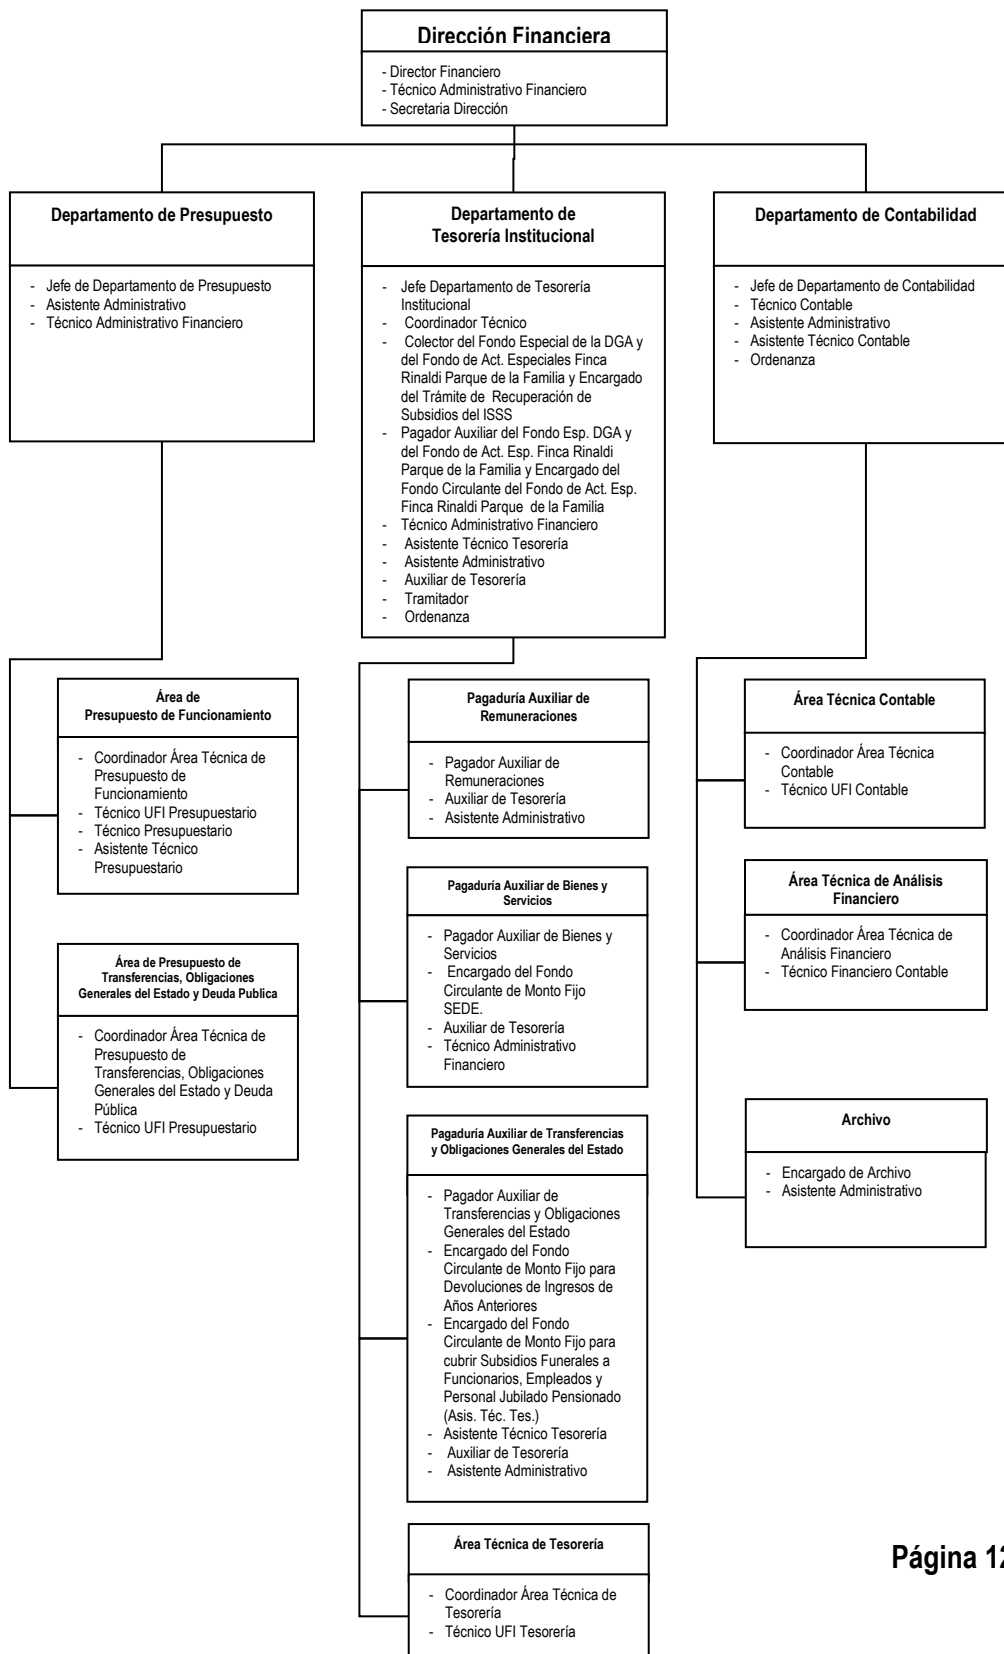 Dirección Financiera
- Director Financiero
- Técnico Administrativo Financiero
- Secretaria Dirección
Departamento de Presupuesto
- Jefe de Departamento de Presupuesto
- Asistente Administrativo
- Técnico Administrativo Financiero
Departamento de
Tesorería Institucional
- Jefe Departamento de Tesorería
Institucional
- Coordinador Técnico
- Colector del Fondo Especial de la DGA y
del Fondo de Act. Especiales Finca
Rinaldi Parque de la Familia y Encargado
del Trámite de Recuperación de
Subsidios del ISSS
- Pagador Auxiliar del Fondo Esp. DGA y
del Fondo de Act. Esp. Finca Rinaldi
Parque de la Familia y Encargado del
Fondo Circulante del Fondo de Act. Esp.
Finca Rinaldi Parque de la Familia
- Técnico Administrativo Financiero
- Asistente Técnico Tesorería
- Asistente Administrativo
- Auxiliar de Tesorería
- Tramitador
- Ordenanza
Departamento de Contabilidad
- Jefe de Departamento de Contabilidad
- Técnico Contable
- Asistente Administrativo
- Asistente Técnico Contable
- Ordenanza
Área de
Presupuesto de Funcionamiento
- Coordinador Área Técnica de
Presupuesto de
Funcionamiento
- Técnico UFI Presupuestario
- Técnico Presupuestario
- Asistente Técnico
Presupuestario
Área de Presupuesto de
Transferencias, Obligaciones
Generales del Estado y Deuda Publica
- Coordinador Área Técnica de
Presupuesto de
Transferencias, Obligaciones
Generales del Estado y Deuda
Pública
- Técnico UFI Presupuestario
Pagaduría Auxiliar de
Remuneraciones
- Pagador Auxiliar de
Remuneraciones
- Auxiliar de Tesorería
- Asistente Administrativo
Pagaduría Auxiliar de Bienes y
Servicios
- Pagador Auxiliar de Bienes y
Servicios
- Encargado del Fondo
Circulante de Monto Fijo
SEDE.
- Auxiliar de Tesorería
- Técnico Administrativo
Financiero
Pagaduría Auxiliar de Transferencias
y Obligaciones Generales del Estado
- Pagador Auxiliar de
Transferencias y Obligaciones
Generales del Estado
- Encargado del Fondo
Circulante de Monto Fijo para
Devoluciones de Ingresos de
Años Anteriores
- Encargado del Fondo
Circulante de Monto Fijo para
cubrir Subsidios Funerales a
Funcionarios, Empleados y
Personal Jubilado Pensionado
(Asis. Téc. Tes.)
- Asistente Técnico Tesorería
- Auxiliar de Tesorería
- Asistente Administrativo
Área Técnica de Tesorería
- Coordinador Área Técnica de
Tesorería
- Técnico UFI Tesorería
Área Técnica Contable
- Coordinador Área Técnica
Contable
- Técnico UFI Contable
Área Técnica de Análisis
Financiero
- Coordinador Área Técnica de
Análisis Financiero
- Técnico Financiero Contable
Archivo
- Encargado de Archivo
- Asistente Administrativo
Página 12